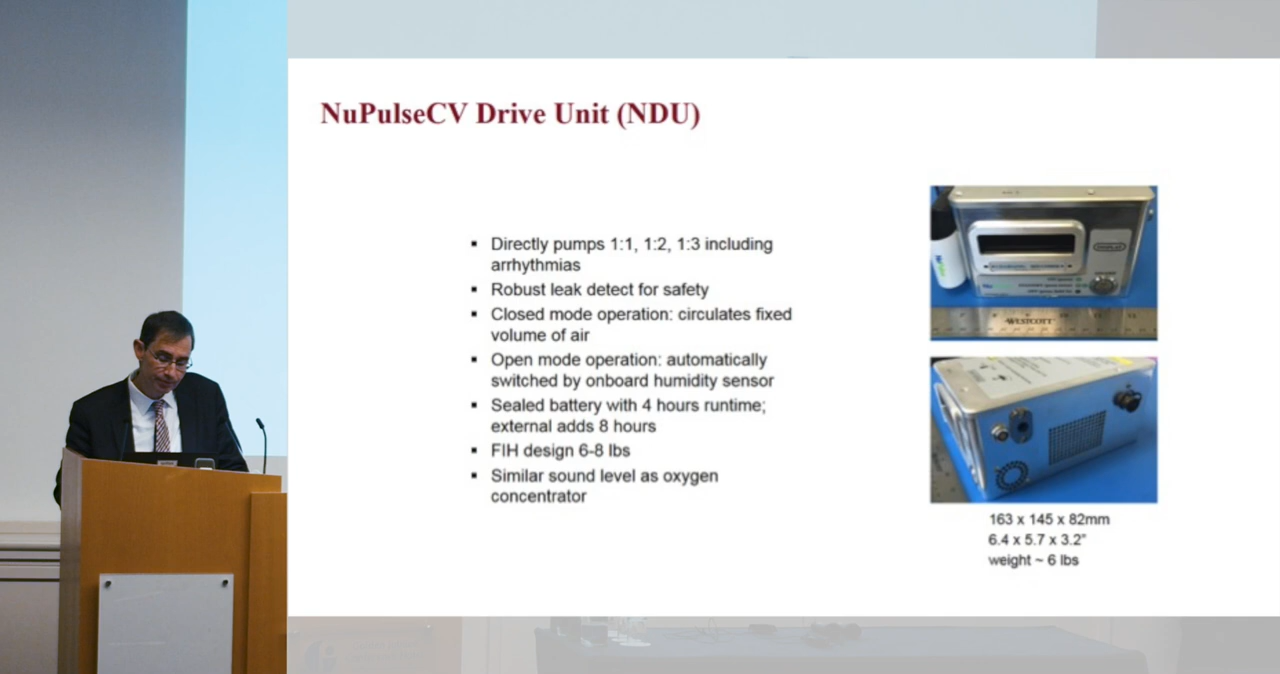 NuPulseCV Drive Unit (NDU)
▪ Directly pumps 1:1, 1:2, 1:3 including
arrhythmias
▪ Robust leak detect for safety
▪ Closed mode operation: circulates fixed
volume of air
▪ Open mode operation: automatically
switched by onboard humidity sensor
▪ Sealed battery with 4 hours runtime;
external adds 8 hours
▪ FIH design 6-8 lbs
▪ Similar sound level as oxygen
concentrator
WESTCOTT
163 x 145 x 82mm
6.4 x 5.7 x 3.2"
weight ~ 6 lbs